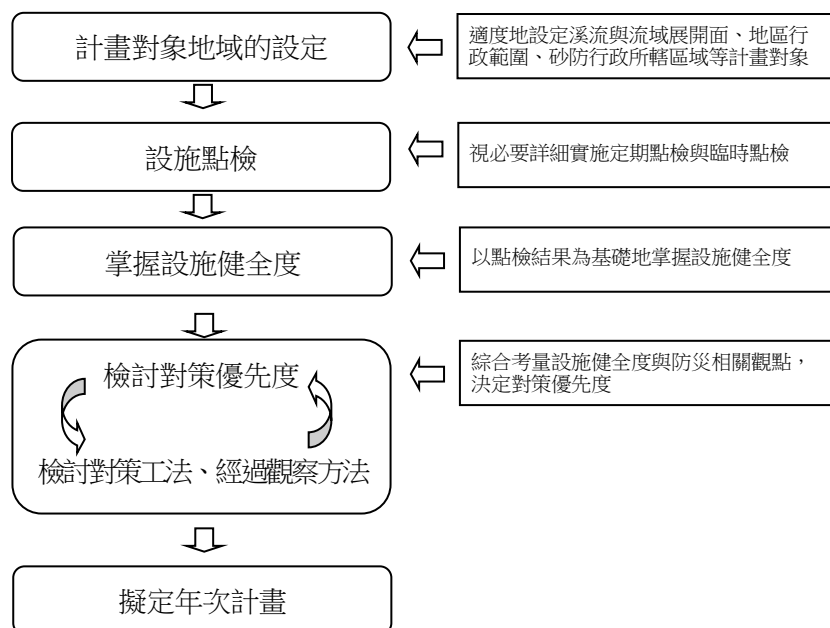 計畫對象地域的設定
適度地設定溪流與流域展開面、地區行
政範圍、砂防行政所轄區域等計畫對象
設施點檢
視必要詳細實施定期點檢與臨時點檢
掌握設施健全度
以點檢結果為基礎地掌握設施健全度
檢討對策優先度
綜合考量設施健全度與防災相關觀點，
決定對策優先度
檢討對策工法、經過觀察方法
擬定年次計畫